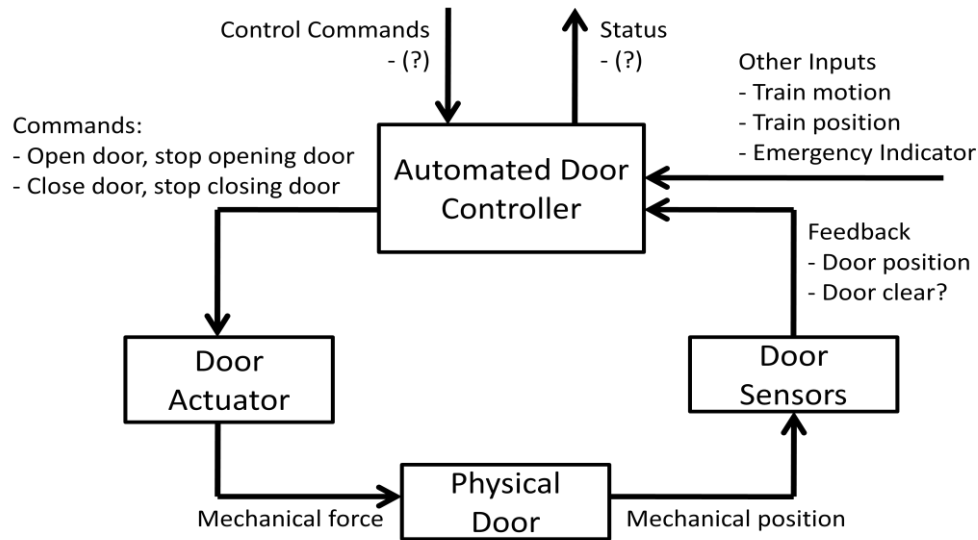 Control Commands
- (?)
Status
- (?)
Other Inputs
- Train motion
- Train position
- Emergency Indicator
Commands:
- Open door, stop opening door
- Close door, stop closing door
Automated Door
Controller
Feedback
- Door position
- Door clear?
Door
Actuator
Door
Sensors
Physical
Door
Mechanical force
Mechanical position